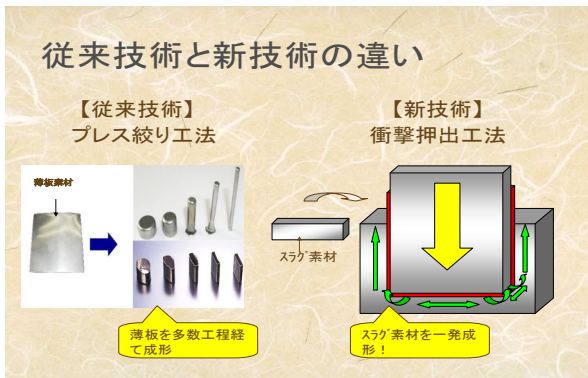 従来技術と新技術の違い
【従来技術】
プレス絞り工法
薄板素材
薄板を多数工程経
て成形
【新技術】
衝撃押出工法
スラグ素材
スラグ素材を一発成
形！